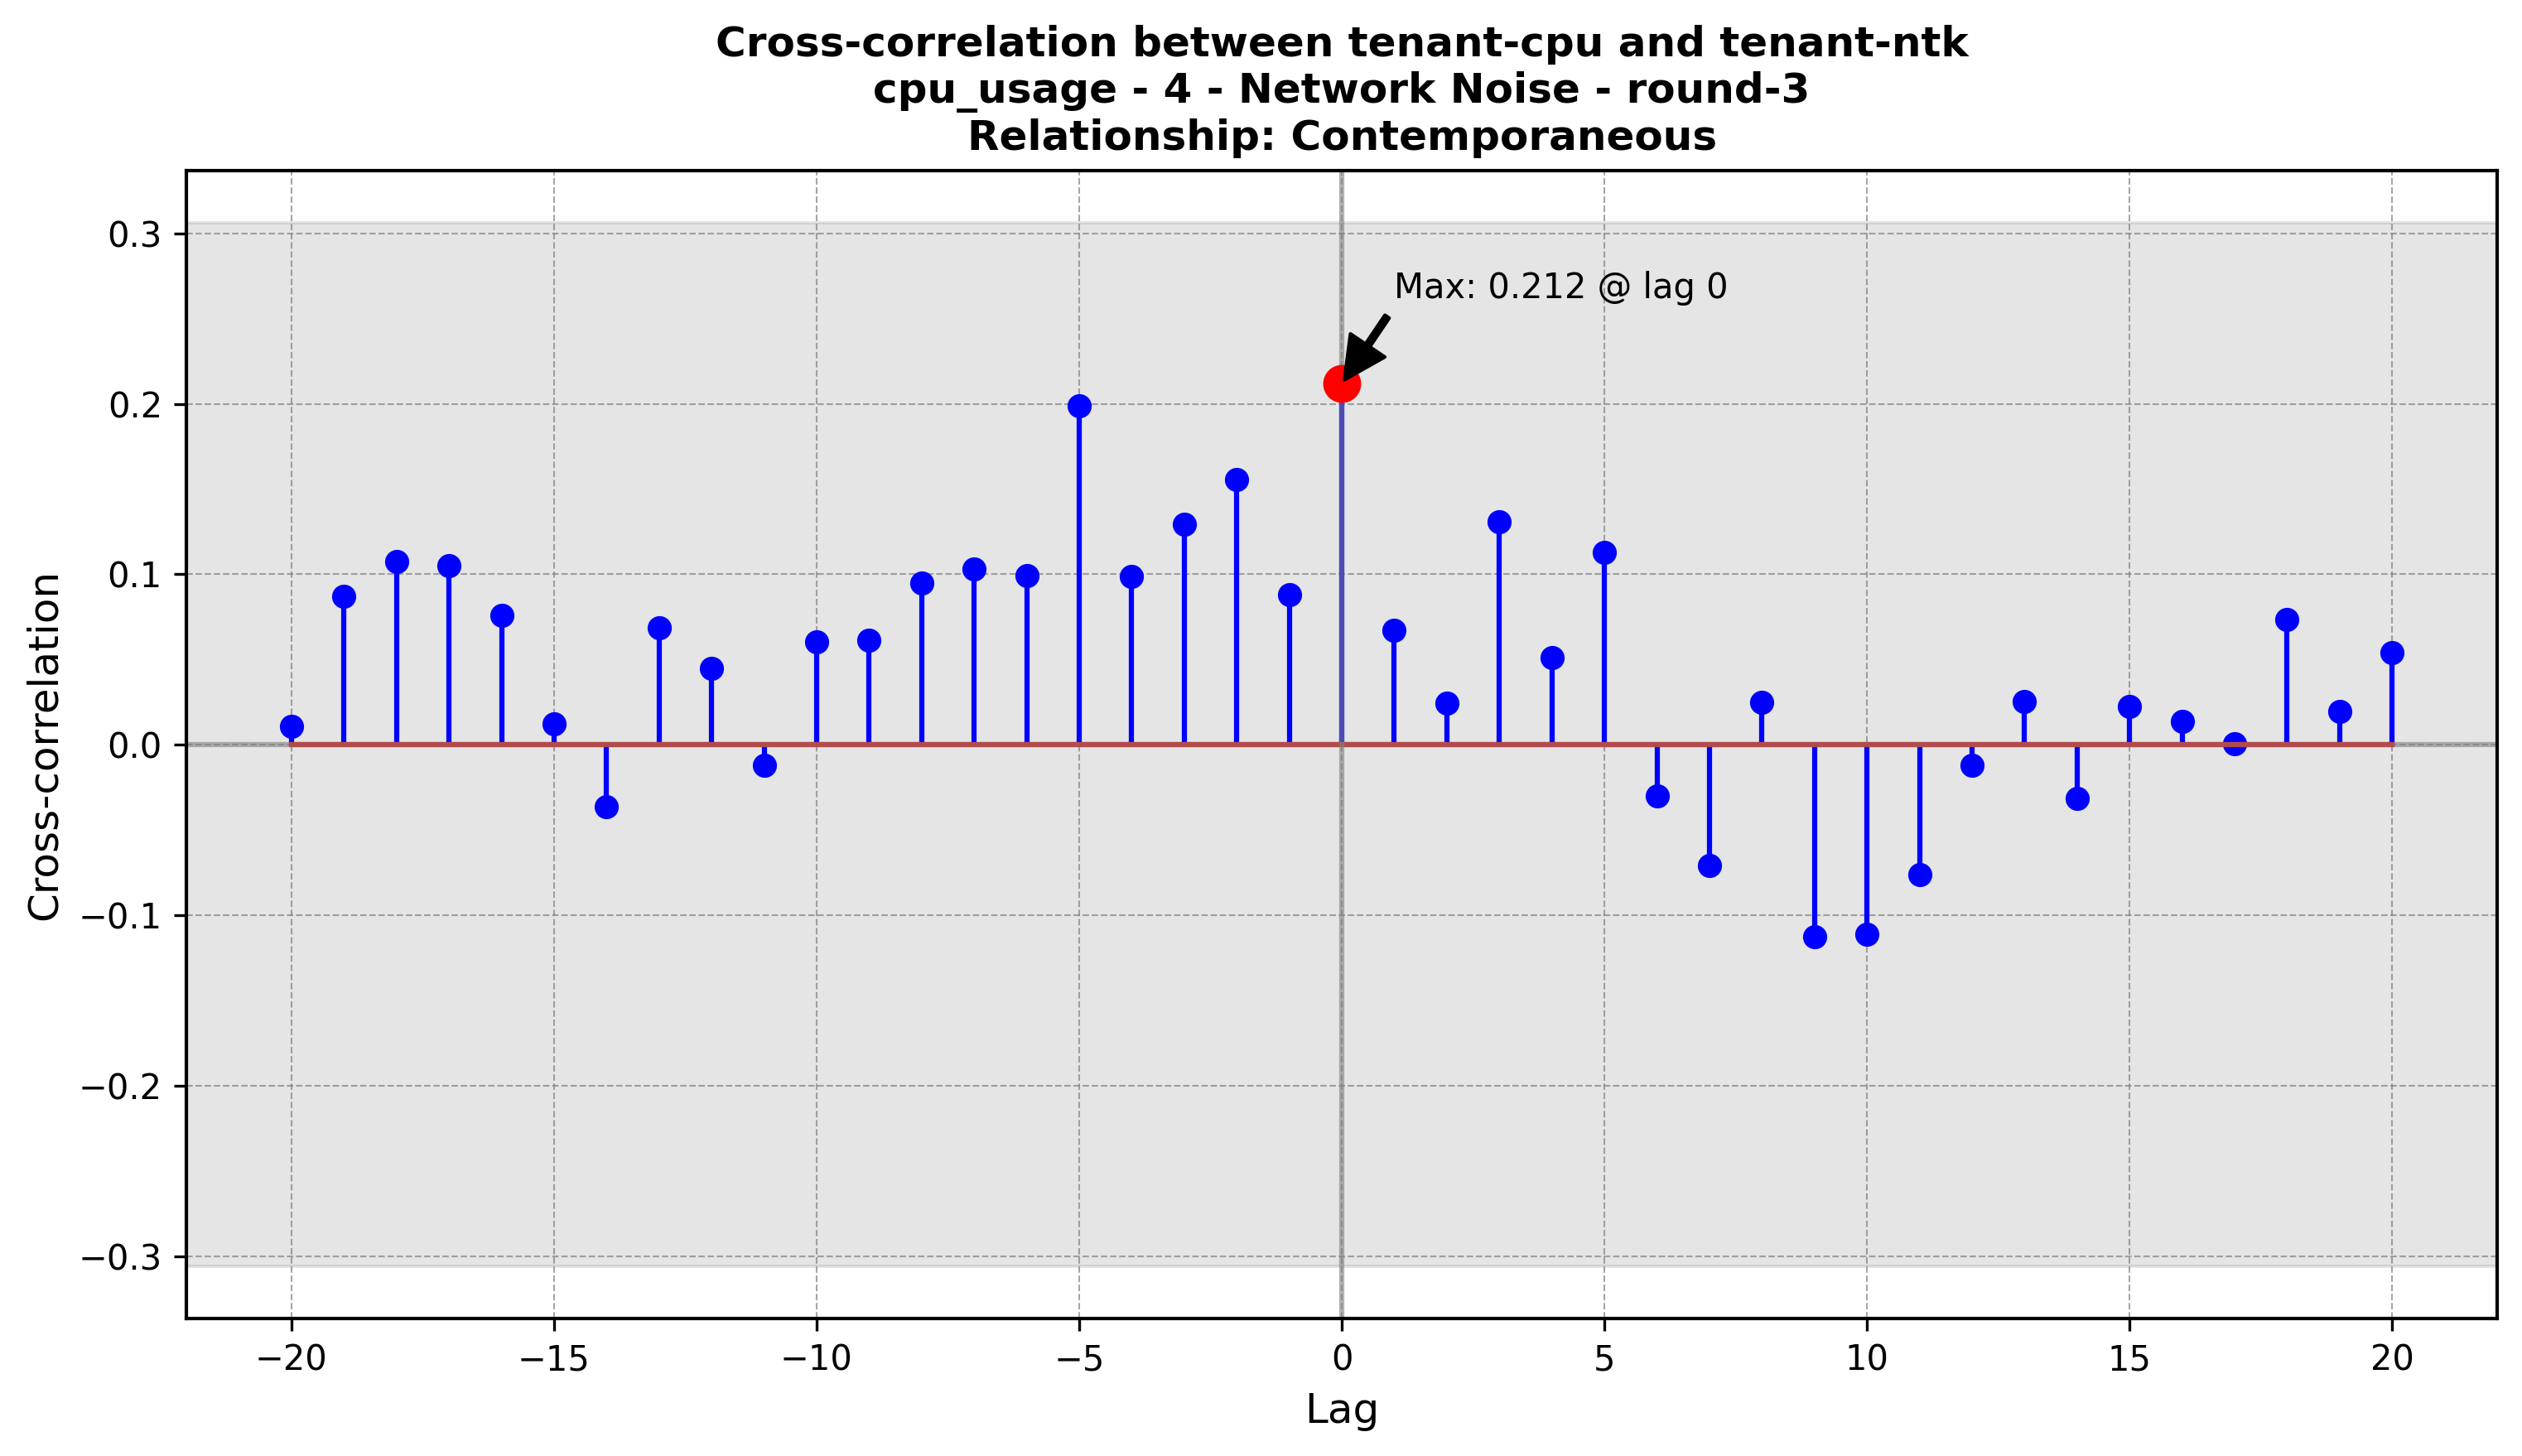 Cross-correlation between tenant-cpu and tenant-ntk
cpu_usage - 4 - Network Noise - round-3
Relationship: Contemporaneous
Max: 0.212 @ lag 0
Cross-correlation
0.3
0.2
0.1
0.0
−0.1
−0.2
−0.3
−20 −15 −10 −5 0 5 10 15 20
Lag